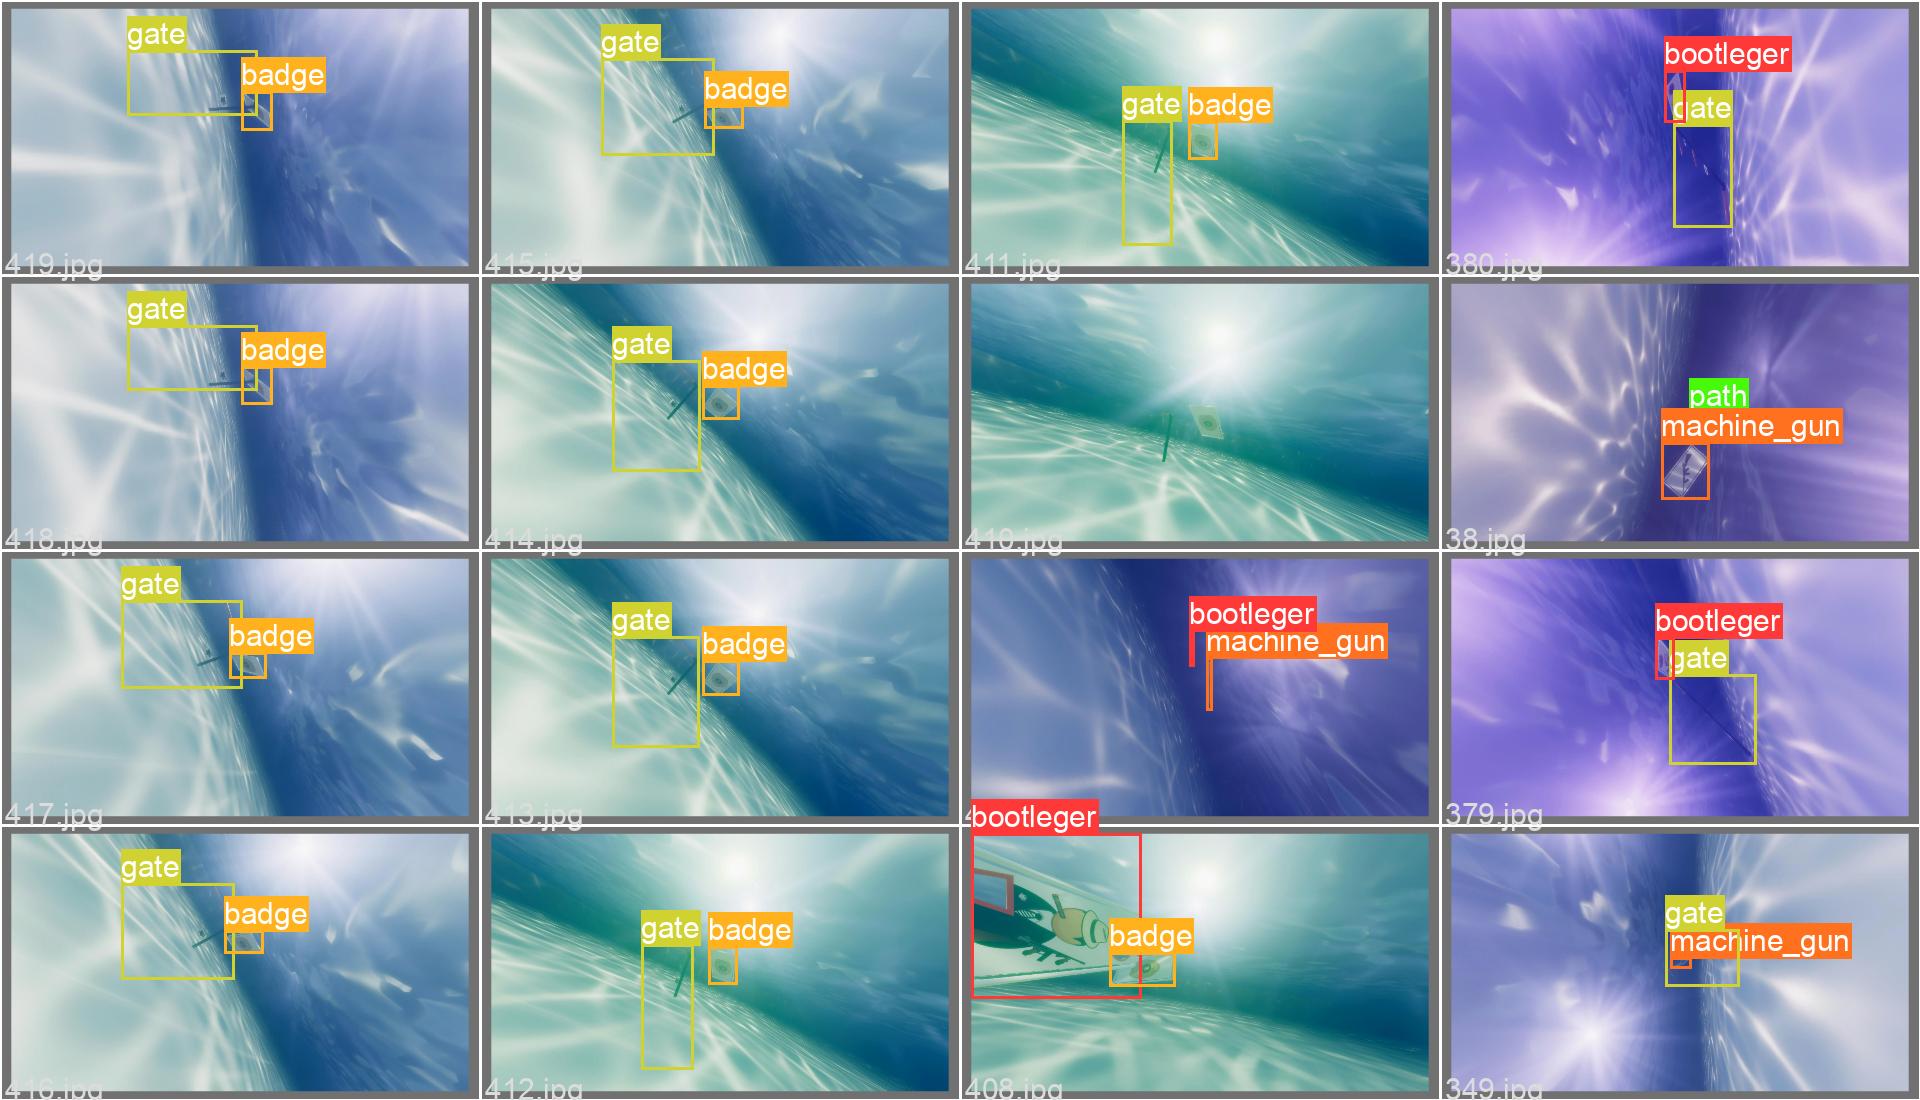 gate
badge
419.jpg
gate
badge
415.jpg
gate
badge
411.jpg
bootleger
gate
380.jpg
gate
badge
418.jpg
gate
badge
414.jpg
410.jpg
path
machine_gun
38.jpg
gate
badge
417.jpg
gate
badge
413.jpg
bootleger
machine_gun
bootleger
gate
379.jpg
gate
badge
416.jpg
gate
badge
412.jpg
bootleger
badge
408.jpg
gate
machine_gun
349.jpg